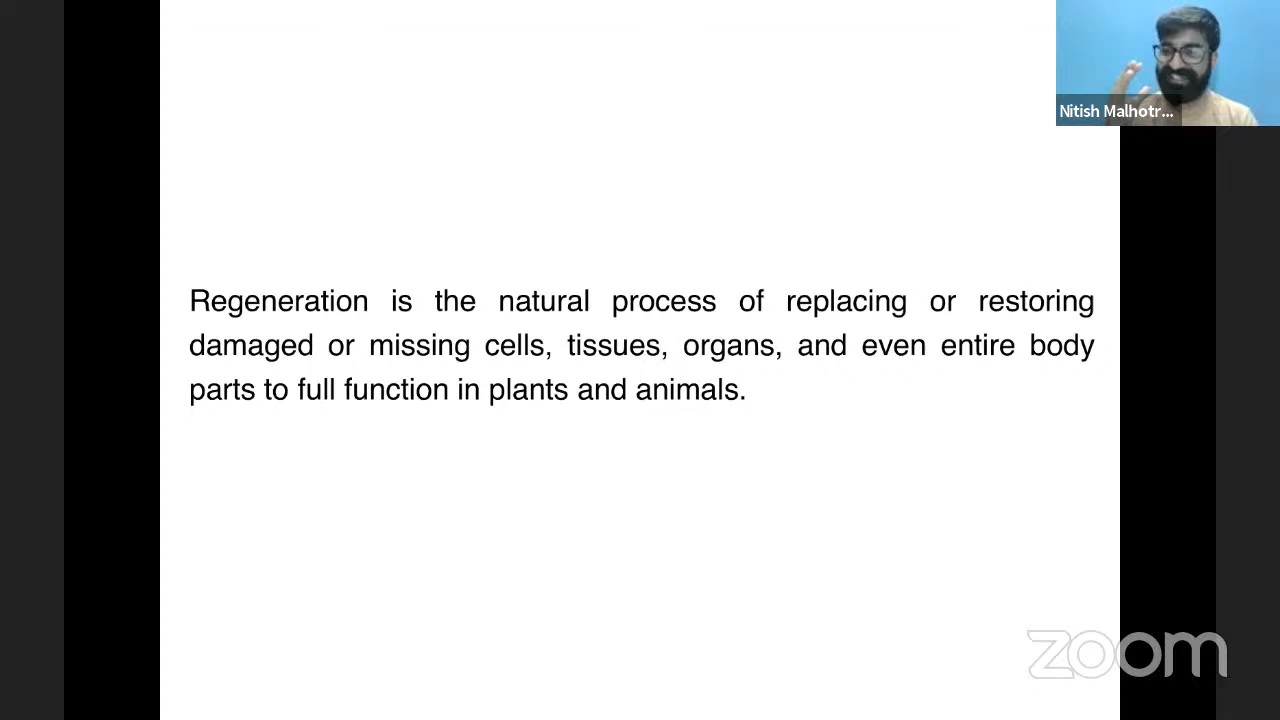 Nitish Malhotr...
Regeneration is the natural process of replacing or restoring
damaged or missing cells, tissues, organs, and even entire body
parts to full function in plants and animals.
zoom